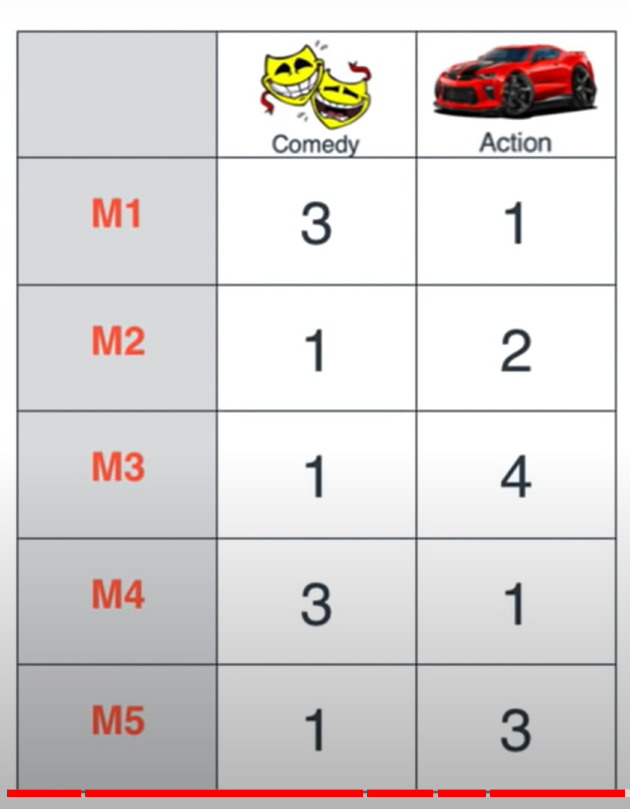 Comedy Action
M1 3 1
M2 1 2
M3 1 4
M4 3 1
M5 1 3